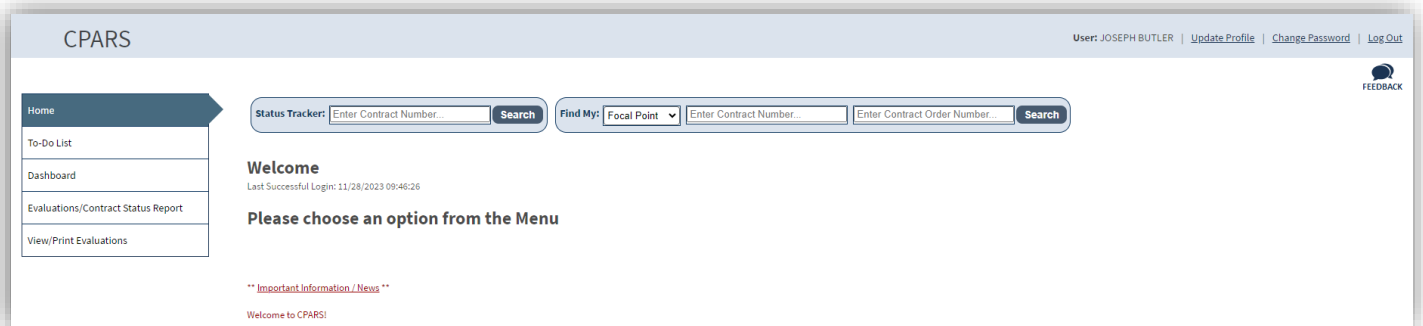 CPARS
User: JOSEPH BUTLER | Update Profile | Change Password | Log Out
FEEDBACK
Home
To-Do List
Dashboard
Evaluations/Contract Status Report
View/Print Evaluations
Status Tracker: Enter Contract Number... Search Find My: Focal Point Enter Contract Number... Enter Contract Order Number... Search
Welcome
Last Successful Login: 11/28/2023 09:46:26
Please choose an option from the Menu
** Important Information / News **
Welcome to CPARS!